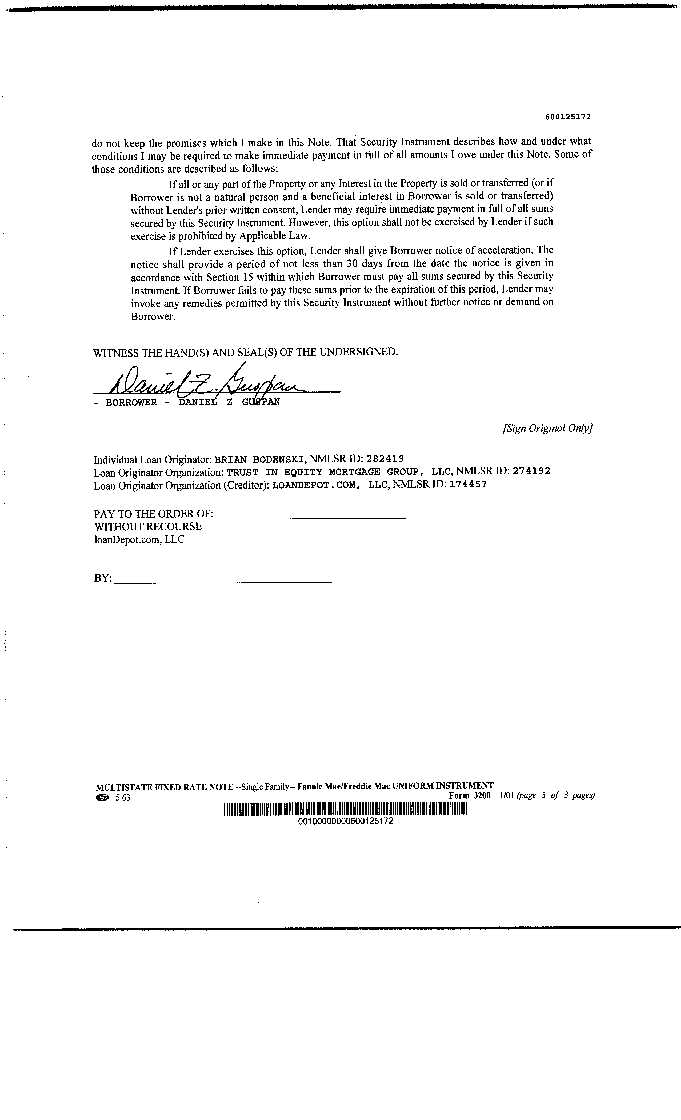 600125172
do not keep the promises which I make in this Note. That Security Instrument describes how and under what
conditions I may be required to make immediate payment in full of all amounts I owe under this Note. Some of
those conditions are described as follows:
If all or any part of the Property or any Interest in the Property is sold or transferred (or if
Borrower is not a natural person and a beneficial interest in Borrower is sold or transferred)
without Lender's prior written consent, Lender may require immediate payment in full of all sums
secured by this Security Instrument. However, this option shall not be exercised by Lender if such
exercise is prohibited by Applicable Law.
If Lender exercises this option, Lender shall give Borrower notice of acceleration. The
notice shall provide a period of not less than 30 days from the date the notice is given in
accordance with Section 15 within which Borrower must pay all sums secured by this Security
Instrument. If Borrower fails to pay these sums prior to the expiration of this period, Lender may
invoke any remedies permitted by this Security Instrument without further notice or demand on
Borrower.
WITNESS THE HAND(S) AND SEAL(S) OF THE UNDERSIGNED.
Daniel Z Guspan
- BORROWER - DANIEL Z GUSPAN
[Sign Original Only]
Individual Loan Originator: BRIAN BODENSKI, NMLSR ID: 282419
Loan Originator Organization: TRUST IN EQUITY MORTGAGE GROUP, LLC, NMLSR ID: 274192
Loan Originator Organization (Creditor): LOANDEPOT.COM, LLC, NMLSR ID: 174457
PAY TO THE ORDER OF:
WITHOUT RECOURSE
loanDepot.com, LLC
BY:
MULTISTATE FIXED RATE NOTE --Single Family-- Fannie Mae/Freddie Mac UNIFORM INSTRUMENT
Form 3200 1/01 (page 3 of 3 pages)
001000000000600125172